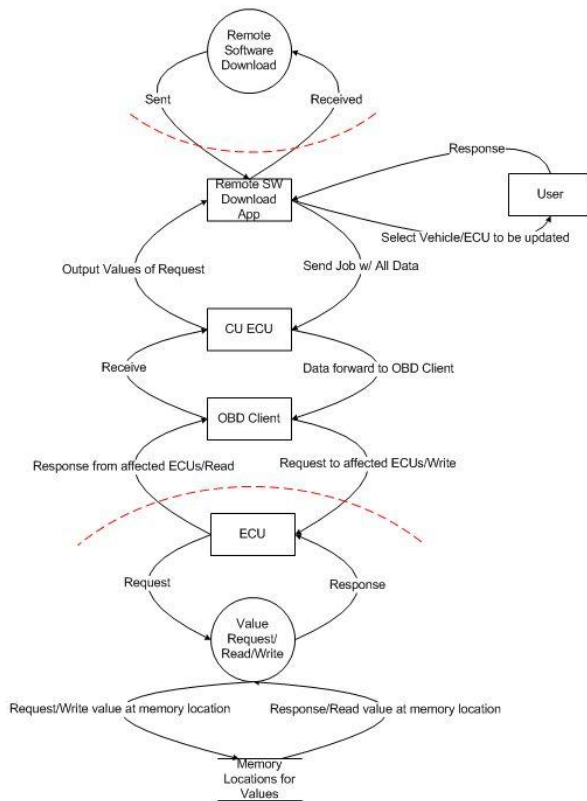 Remote
Software
Download
Sent
Received
Response
Remote SW
Download
App
User
Select Vehicle/ECU to be updated
Output Values of Request
Send Job w/ All Data
CU ECU
Receive
Data forward to OBD Client
OBD Client
Response from affected ECUs/Read
Request to affected ECUs/Write
ECU
Request
Response
Value
Request/
Read/Write
Request/Write value at memory location
Response/Read value at memory location
Memory
Locations for
Values